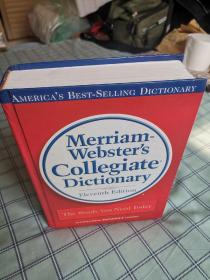 AMERICA'S BEST-SELLING DICTIONARY
Merriam-
Webster's
Collegiate®
Dictionary
Eleventh Edition
The Words You Need Today